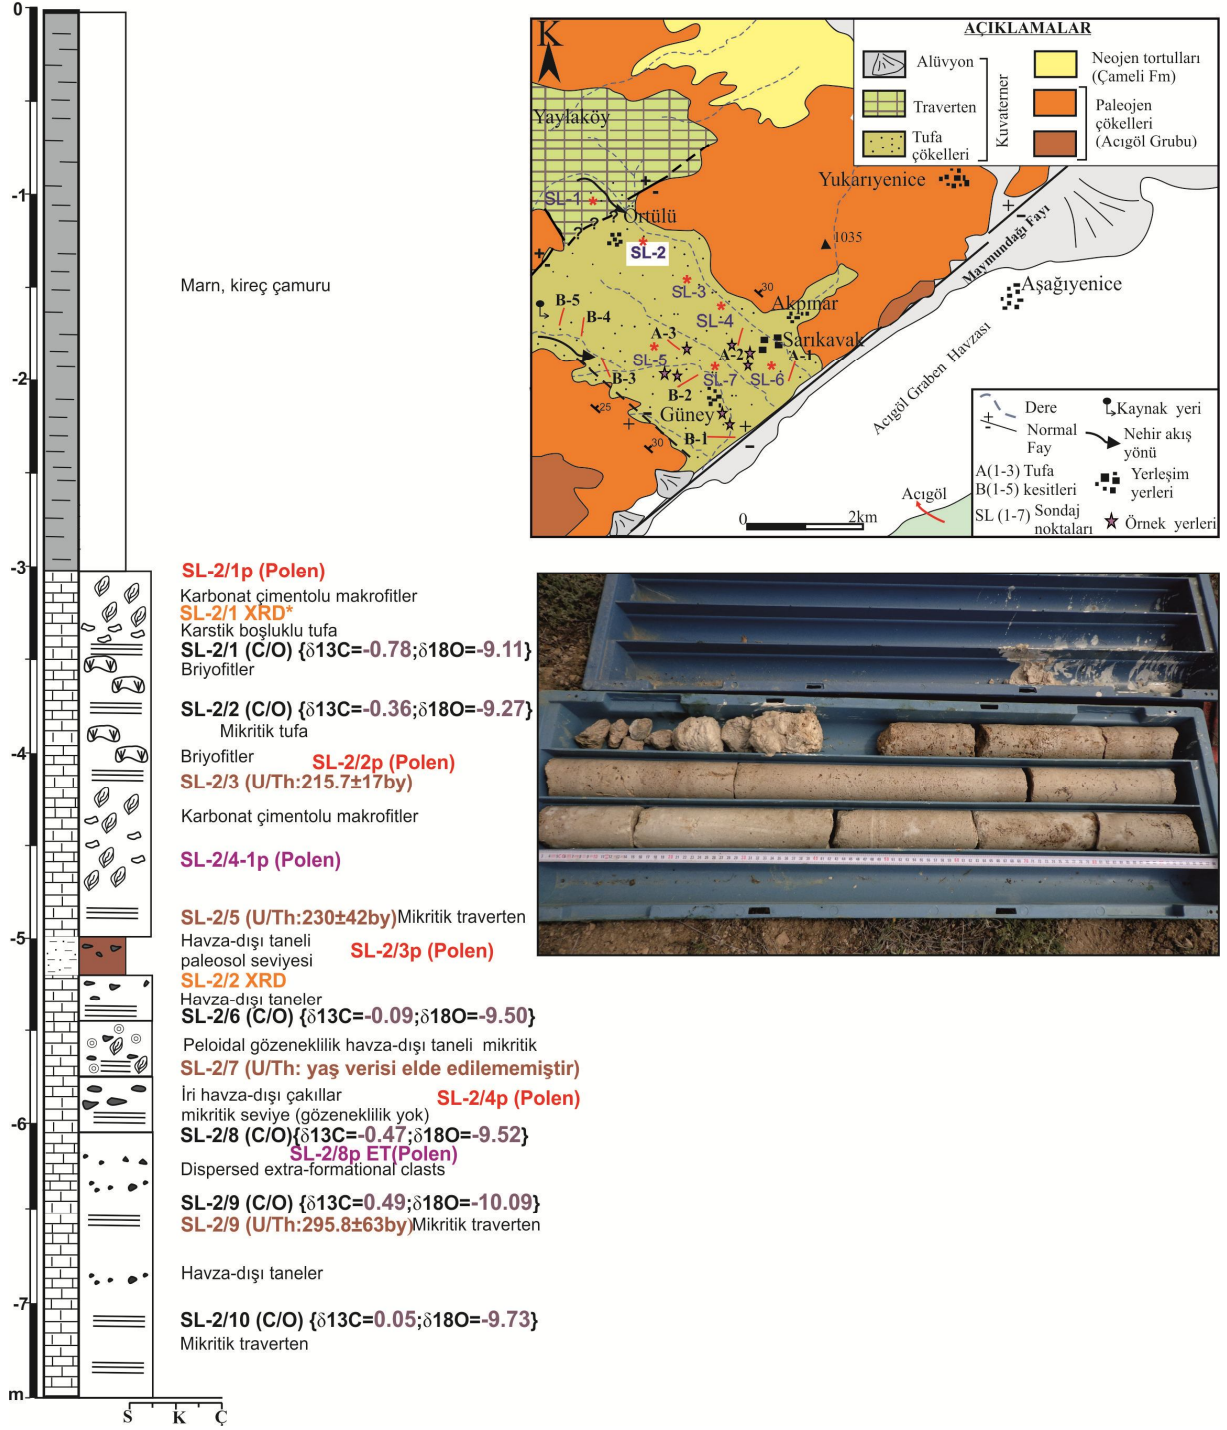 0
-1
-2
-3
-4
-5
-6
-7
m
S K Ç
Marn, kireç çamuru
SL-2/1p (Polen)
Karbonat çimentolu makrofitler
SL-2/1 XRD*
Karstik boşluklu tufa
SL-2/1 (C/O) {δ13C=-0.78;δ18O=-9.11}
Briyofitler
SL-2/2 (C/O) {δ13C=-0.36;δ18O=-9.27}
Mikritik tufa
Briyofitler
SL-2/2p (Polen)
SL-2/3 (U/Th:215.7±17by)
Karbonat çimentolu makrofitler
SL-2/4-1p (Polen)
SL-2/5 (U/Th:230±42by)Mikritik traverten
Havza-dışı taneli
paleosol seviyesi
SL-2/3p (Polen)
SL-2/2 XRD
Havza-dışı taneler
SL-2/6 (C/O) {δ13C=-0.09;δ18O=-9.50}
Peloidal gözeneklilik havza-dışı taneli mikritik
SL-2/7 (U/Th: yaş verisi elde edilememiştir)
İri havza-dışı çakıllar
SL-2/4p (Polen)
mikritik seviye (gözeneklilik yok)
SL-2/8 (C/O){δ13C=-0.47;δ18O=-9.52}
SL-2/8p ET(Polen)
Dispersed extra-formational clasts
SL-2/9 (C/O) {δ13C=0.49;δ18O=-10.09}
SL-2/9 (U/Th:295.8±63by)Mikritik traverten
Havza-dışı taneler
SL-2/10 (C/O) {δ13C=0.05;δ18O=-9.73}
Mikritik traverten
K
AÇIKLAMALAR
Alüvyon
Traverten
Tufa
çökelleri
Kuvaterner
Neojen tortulları
(Çameli Fm)
Paleojen
çökelleri
(Acıgöl Grubu)
Yaylaköy
Yukarıyenice
SL-1
Örtülü
? ? ?
SL-2
1035
Maymundağı Fayı
Aşağıyenice
SL-3
30
Akpınar
B-5
B-4
SL-4
A-3
Sarıkavak
A-2
A-1
SL-5
B-3
SL-7
SL-6
B-2
25
Güney
B-1
30
Acıgöl Graben Havzası
Acıgöl
0 2km
Dere
Kaynak yeri
Normal
Fay
Nehir akış
yönü
A(1-3) Tufa
B(1-5) kesitleri
Yerleşim
yerleri
SL (1-7) Sondaj
noktaları
Örnek yerleri